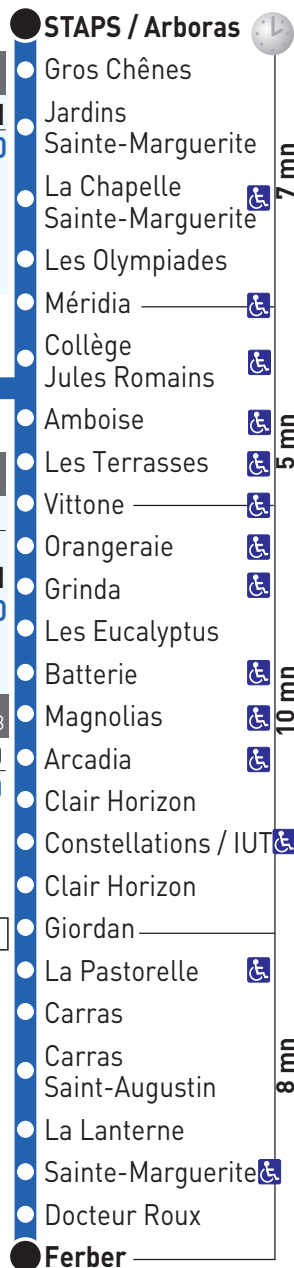 STAPS / Arboras
Gros Chênes
Jardins
Sainte-Marguerite
7 mn
La Chapelle
Sainte-Marguerite
Les Olympiades
Méridia
Collège
Jules Romains
Amboise
5 mn
Les Terrasses
Vittone
Orangeraie
Grinda
Les Eucalyptus
Batterie
10 mn
Magnolias
Arcadia
Clair Horizon
Constellations / IUT
Clair Horizon
Giordan
La Pastorelle
Carras
8 mn
Carras
Saint-Augustin
La Lanterne
Sainte-Marguerite
Docteur Roux
Ferber